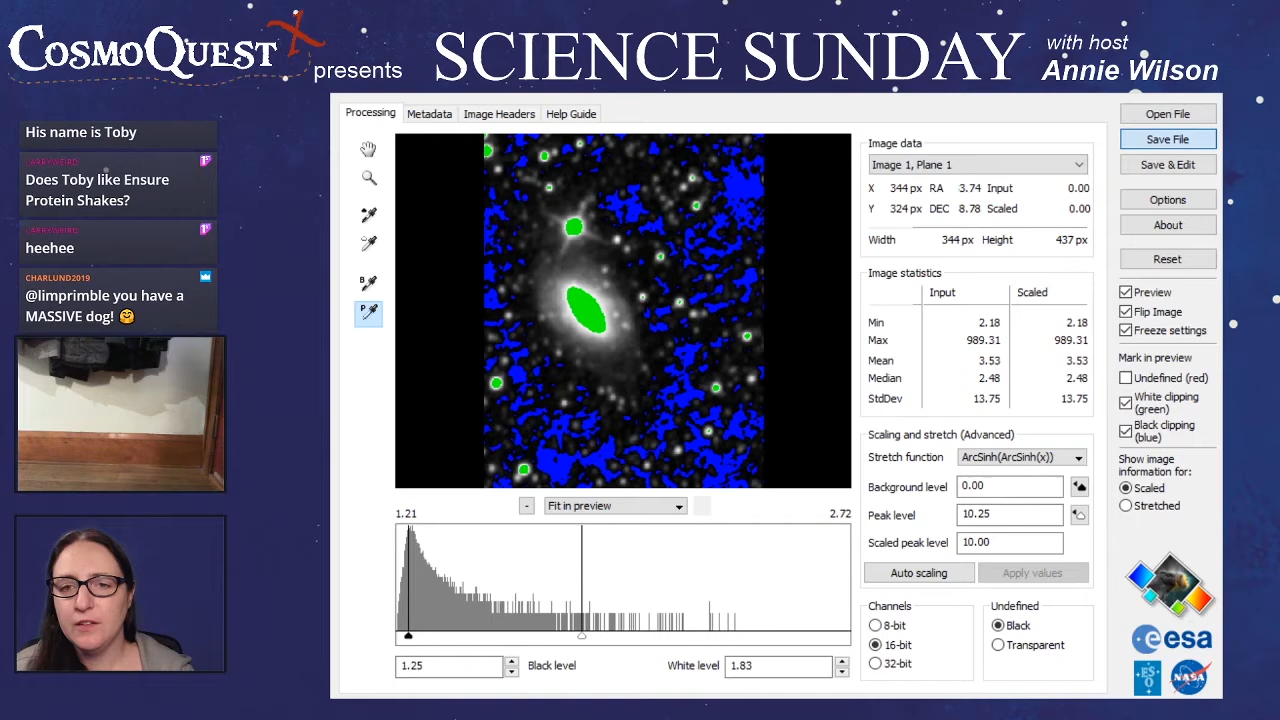 CosmoQuest X
presents
SCIENCE SUNDAY
with host
Annie Wilson
His name is Toby
LARRYWEIRD
Does Toby like Ensure
Protein Shakes?
LARRYWEIRD
heehee
CHARLUND2019
@limprimble you have a
MASSIVE dog! 🤗
Processing
Metadata
Image Headers
Help Guide
B
P
Image data
Image 1, Plane 1
X 344 px RA 3.74 Input 0.00
Y 324 px DEC 8.78 Scaled 0.00
Width 344 px Height 437 px
Image statistics
Input Scaled
Min 2.18 2.18
Max 989.31 989.31
Mean 3.53 3.53
Median 2.48 2.48
StdDev 13.75 13.75
Scaling and stretch (Advanced)
Stretch function ArcSinh(ArcSinh(x))
Background level 0.00
Peak level 10.25
Scaled peak level 10.00
Auto scaling Apply values
Channels
8-bit
16-bit
32-bit
Undefined
Black
Transparent
- Fit in preview
1.21 2.72
1.25 Black level White level 1.83
Open File
Save File
Save & Edit
Options
About
Reset
Preview
Flip Image
Freeze settings
Mark in preview
Undefined (red)
White clipping
(green)
Black clipping
(blue)
Show image
information for:
Scaled
Stretched
esa
ESO
NASA